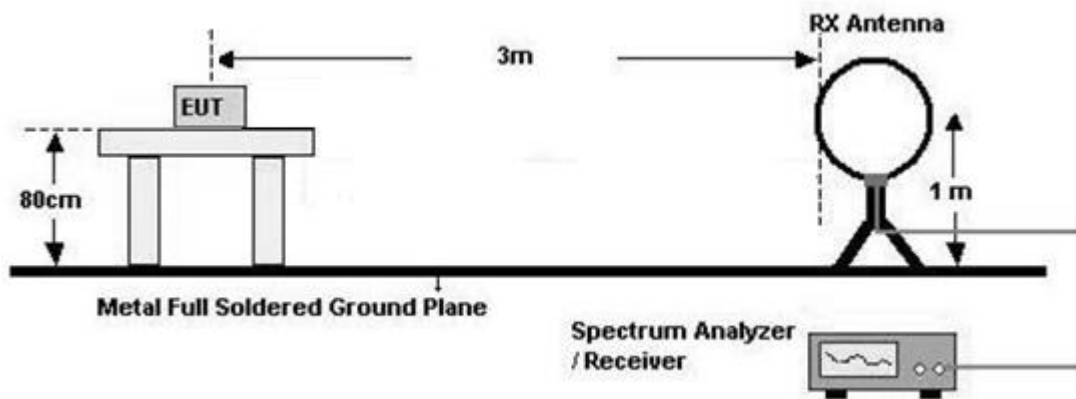 RX Antenna
3m
EUT
80cm
1 m
Metal Full Soldered Ground Plane
Spectrum Analyzer
/ Receiver